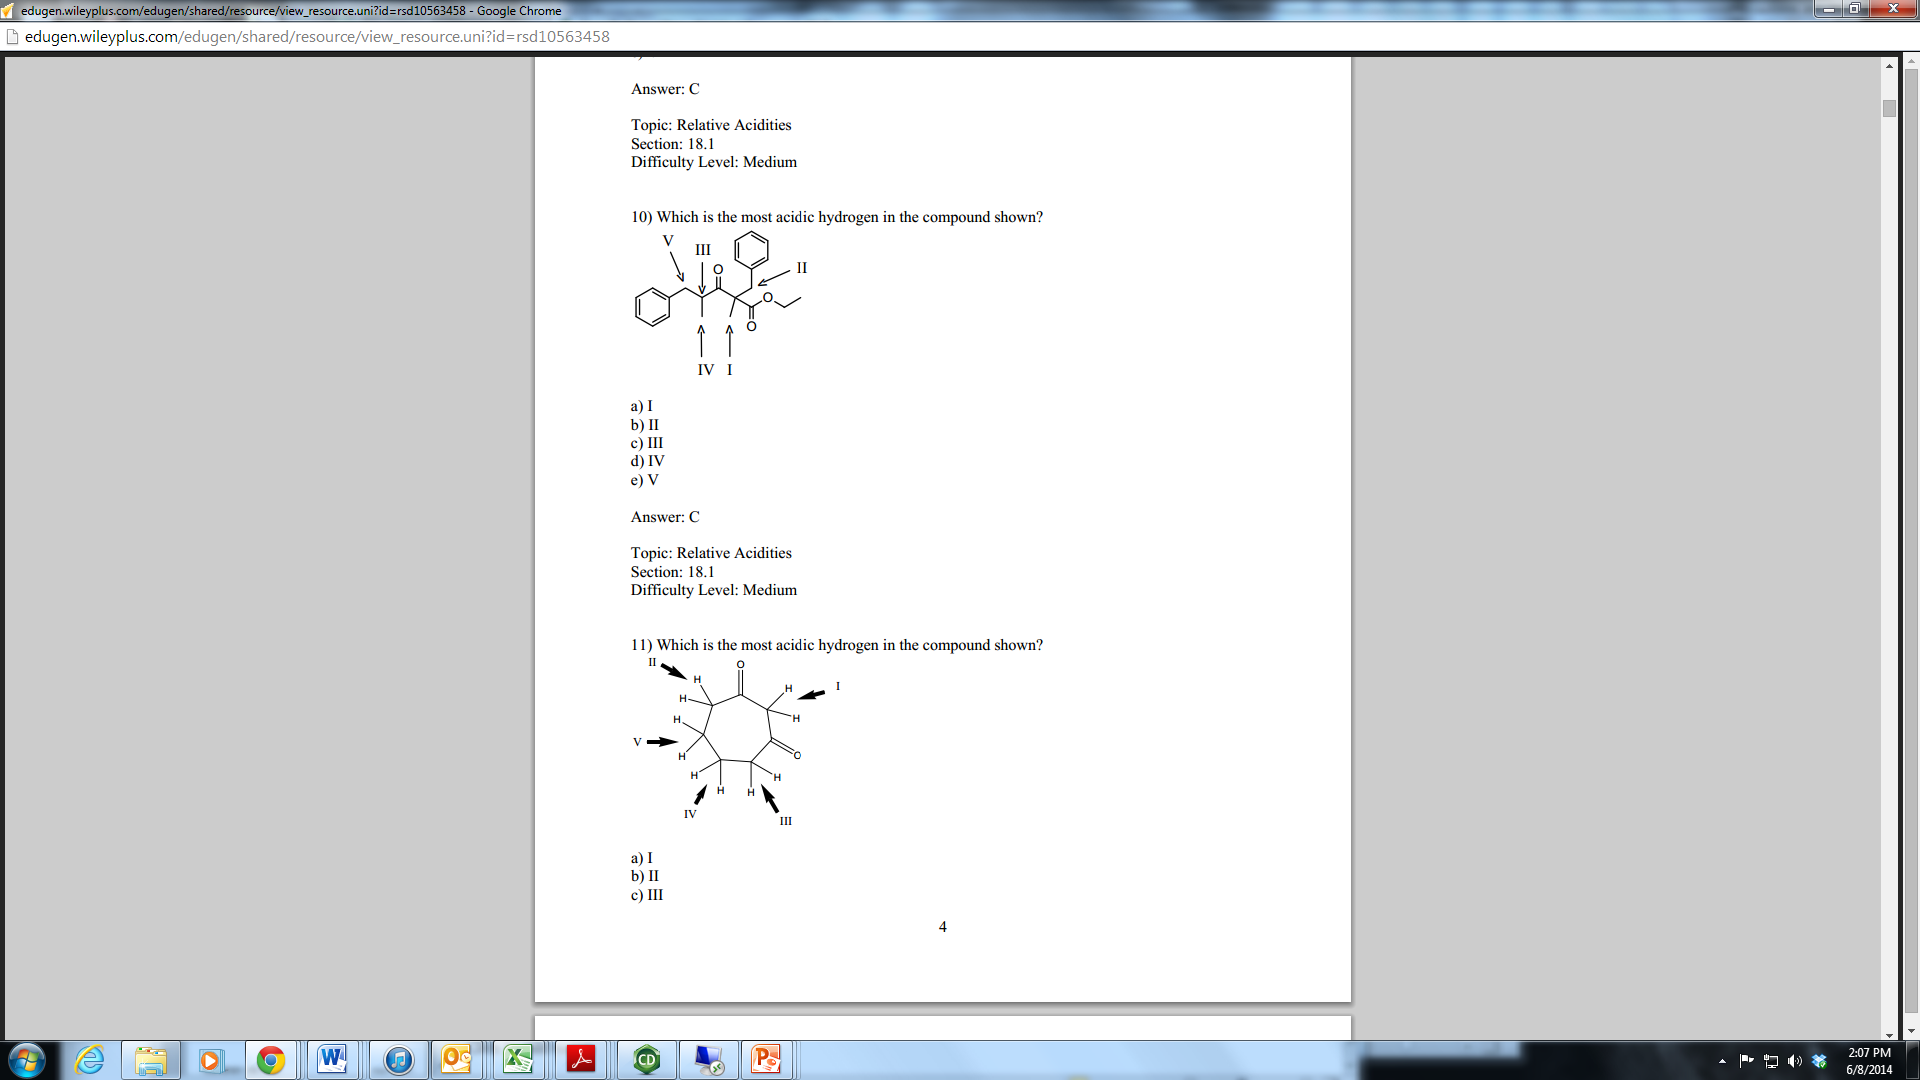 edugen.wileyplus.com/edugen/shared/resource/view_resource.uni?id=rsd10563458 - Google Chrome
edugen.wileyplus.com/edugen/shared/resource/view_resource.uni?id=rsd10563458
Answer: C
Topic: Relative Acidities
Section: 18.1
Difficulty Level: Medium
10) Which is the most acidic hydrogen in the compound shown?
V
III
II
O
O
O
IV I
a) I
b) II
c) III
d) IV
e) V
Answer: C
Topic: Relative Acidities
Section: 18.1
Difficulty Level: Medium
11) Which is the most acidic hydrogen in the compound shown?
II
O
H
H
I
H
H
H
V
H
O
H
H
H
H
IV
III
a) I
b) II
c) III
4
2:07 PM
6/8/2014